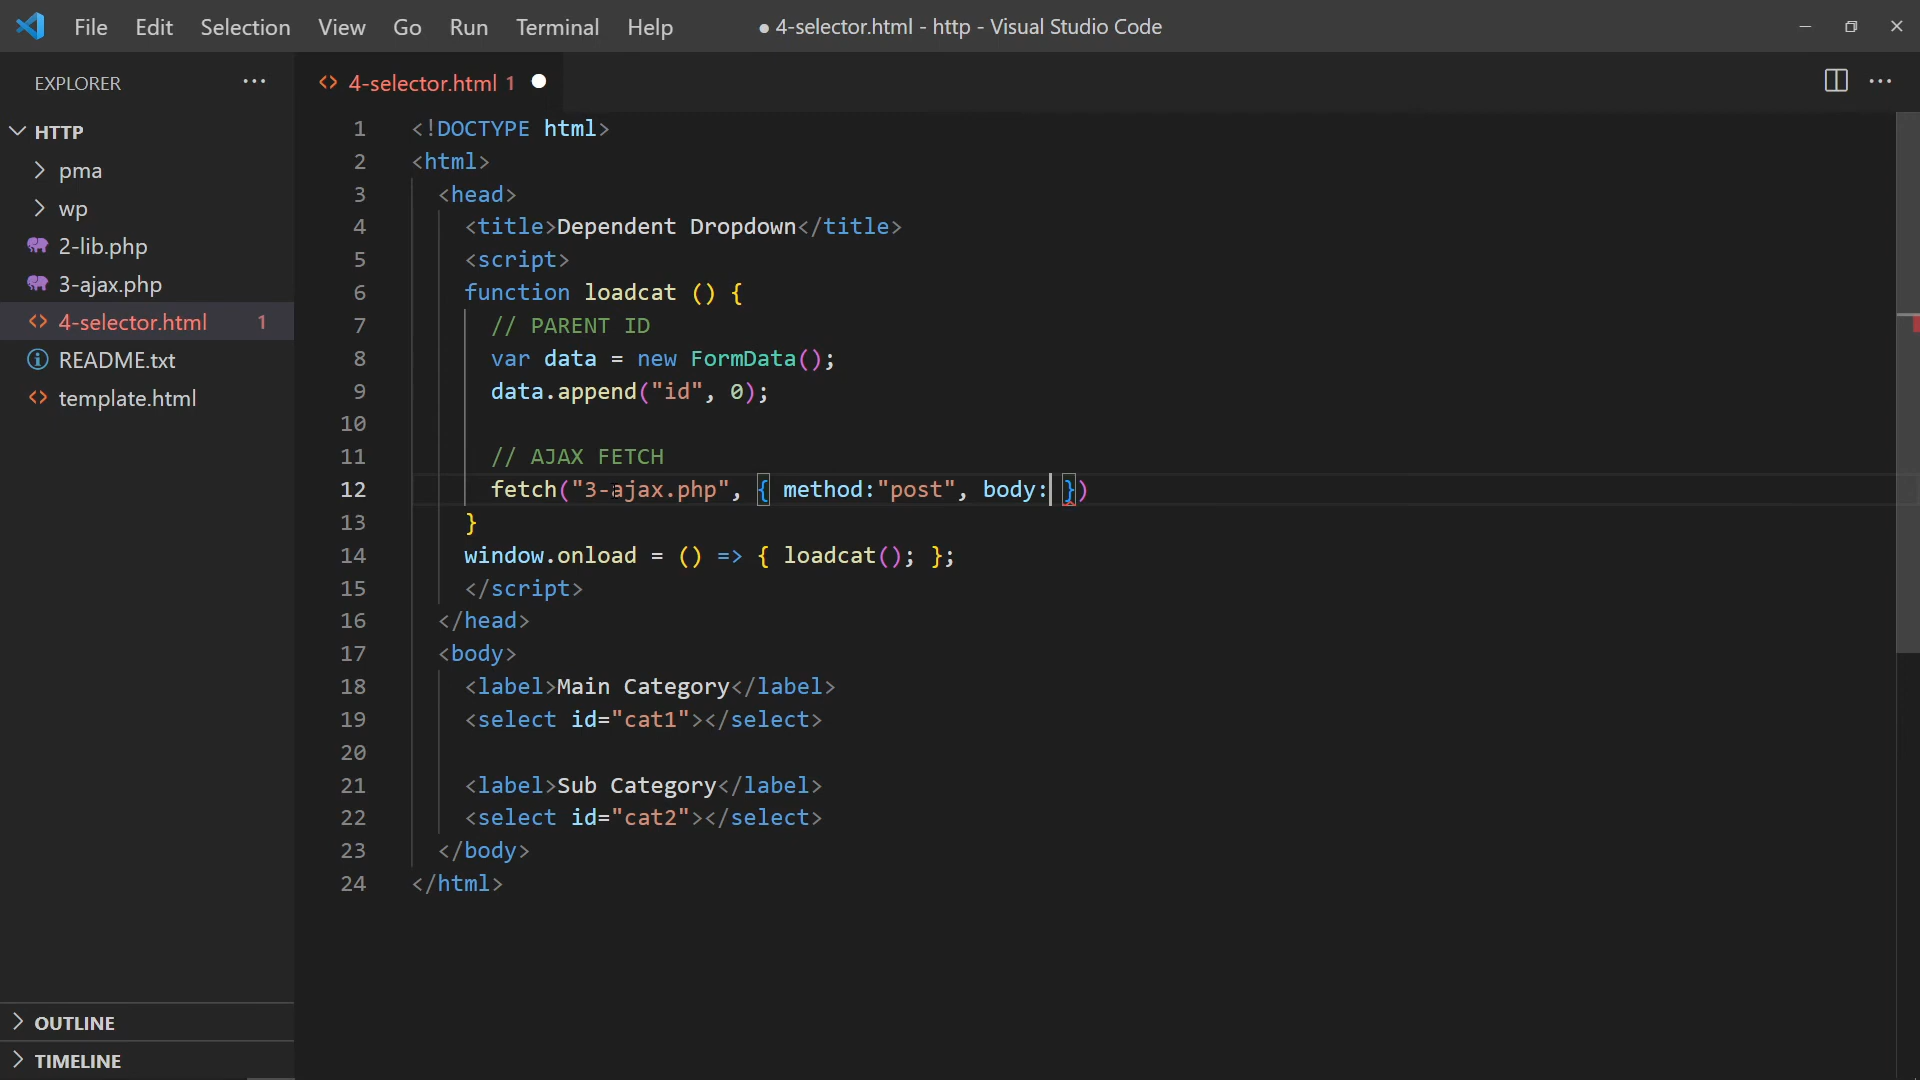 File Edit Selection View Go Run Terminal Help
● 4-selector.html - http - Visual Studio Code
EXPLORER ···
HTTP
pma
wp
2-lib.php
3-ajax.php
4-selector.html 1
README.txt
template.html
OUTLINE
TIMELINE
<> 4-selector.html 1 ●
1 <!DOCTYPE html>
2 <html>
3 <head>
4 <title>Dependent Dropdown</title>
5 <script>
6 function loadcat () {
7 // PARENT ID
8 var data = new FormData();
9 data.append("id", 0);
10
11 // AJAX FETCH
12 fetch("3-ajax.php", { method:"post", body: })
13 }
14 window.onload = () => { loadcat(); };
15 </script>
16 </head>
17 <body>
18 <label>Main Category</label>
19 <select id="cat1"></select>
20
21 <label>Sub Category</label>
22 <select id="cat2"></select>
23 </body>
24 </html>